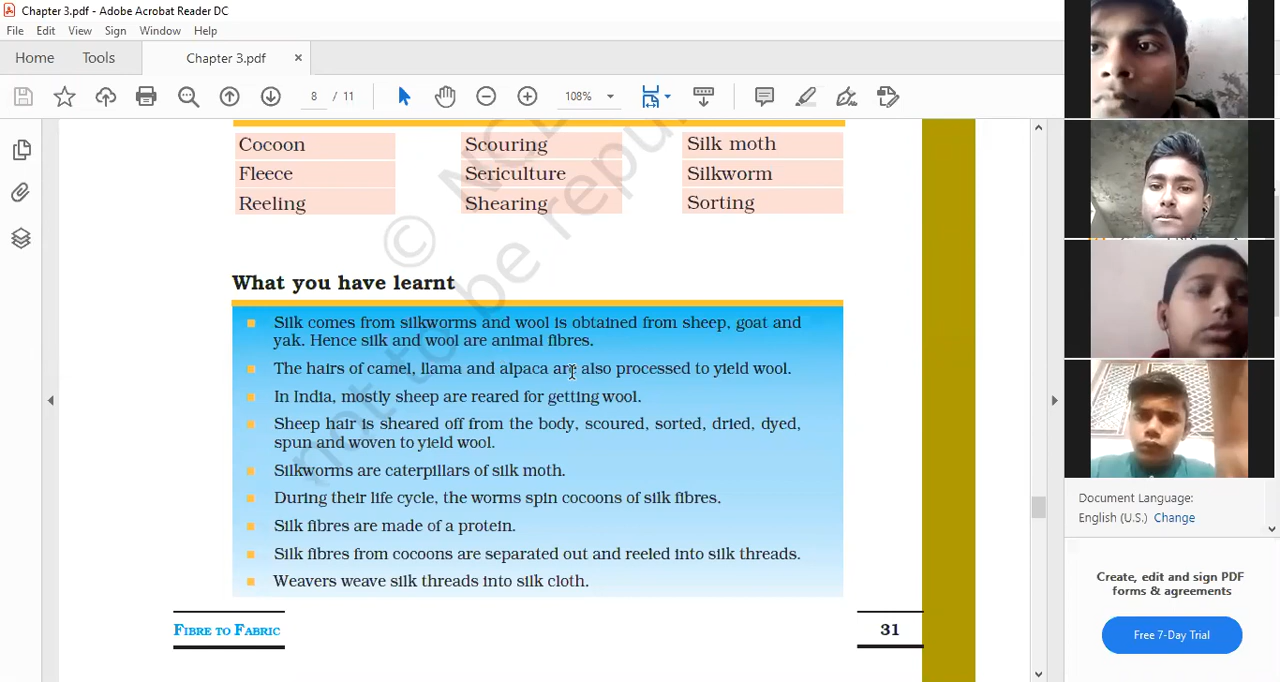 Chapter 3.pdf - Adobe Acrobat Reader DC
File Edit View Sign Window Help
Home Tools Chapter 3.pdf ×
8 / 11 108%
Cocoon Scouring Silk moth
Fleece Sericulture Silkworm
Reeling Shearing Sorting
© NC
not to be repu
What you have learnt
Silk comes from silkworms and wool is obtained from sheep, goat and
yak. Hence silk and wool are animal fibres.
The hairs of camel, llama and alpaca are also processed to yield wool.
In India, mostly sheep are reared for getting wool.
Sheep hair is sheared off from the body, scoured, sorted, dried, dyed,
spun and woven to yield wool.
Silkworms are caterpillars of silk moth.
During their life cycle, the worms spin cocoons of silk fibres.
Silk fibres are made of a protein.
Silk fibres from cocoons are separated out and reeled into silk threads.
Weavers weave silk threads into silk cloth.
FIBRE TO FABRIC 31
Document Language:
English (U.S.) Change
Create, edit and sign PDF
forms & agreements
Free 7-Day Trial